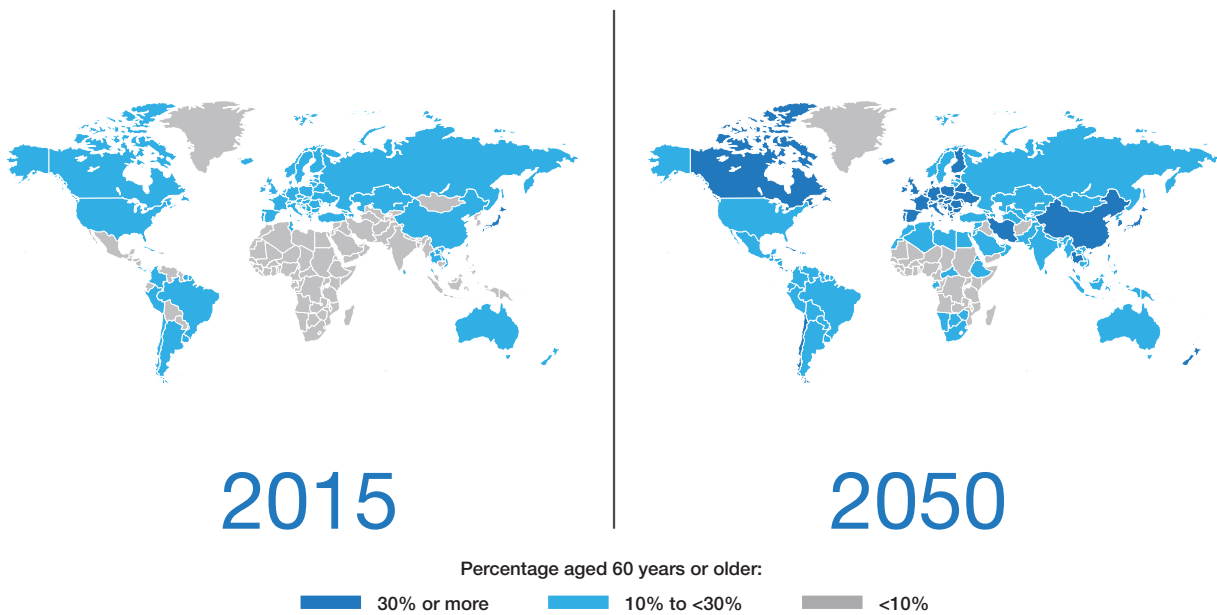 2015
2050
Percentage aged 60 years or older:
30% or more
10% to <30%
<10%